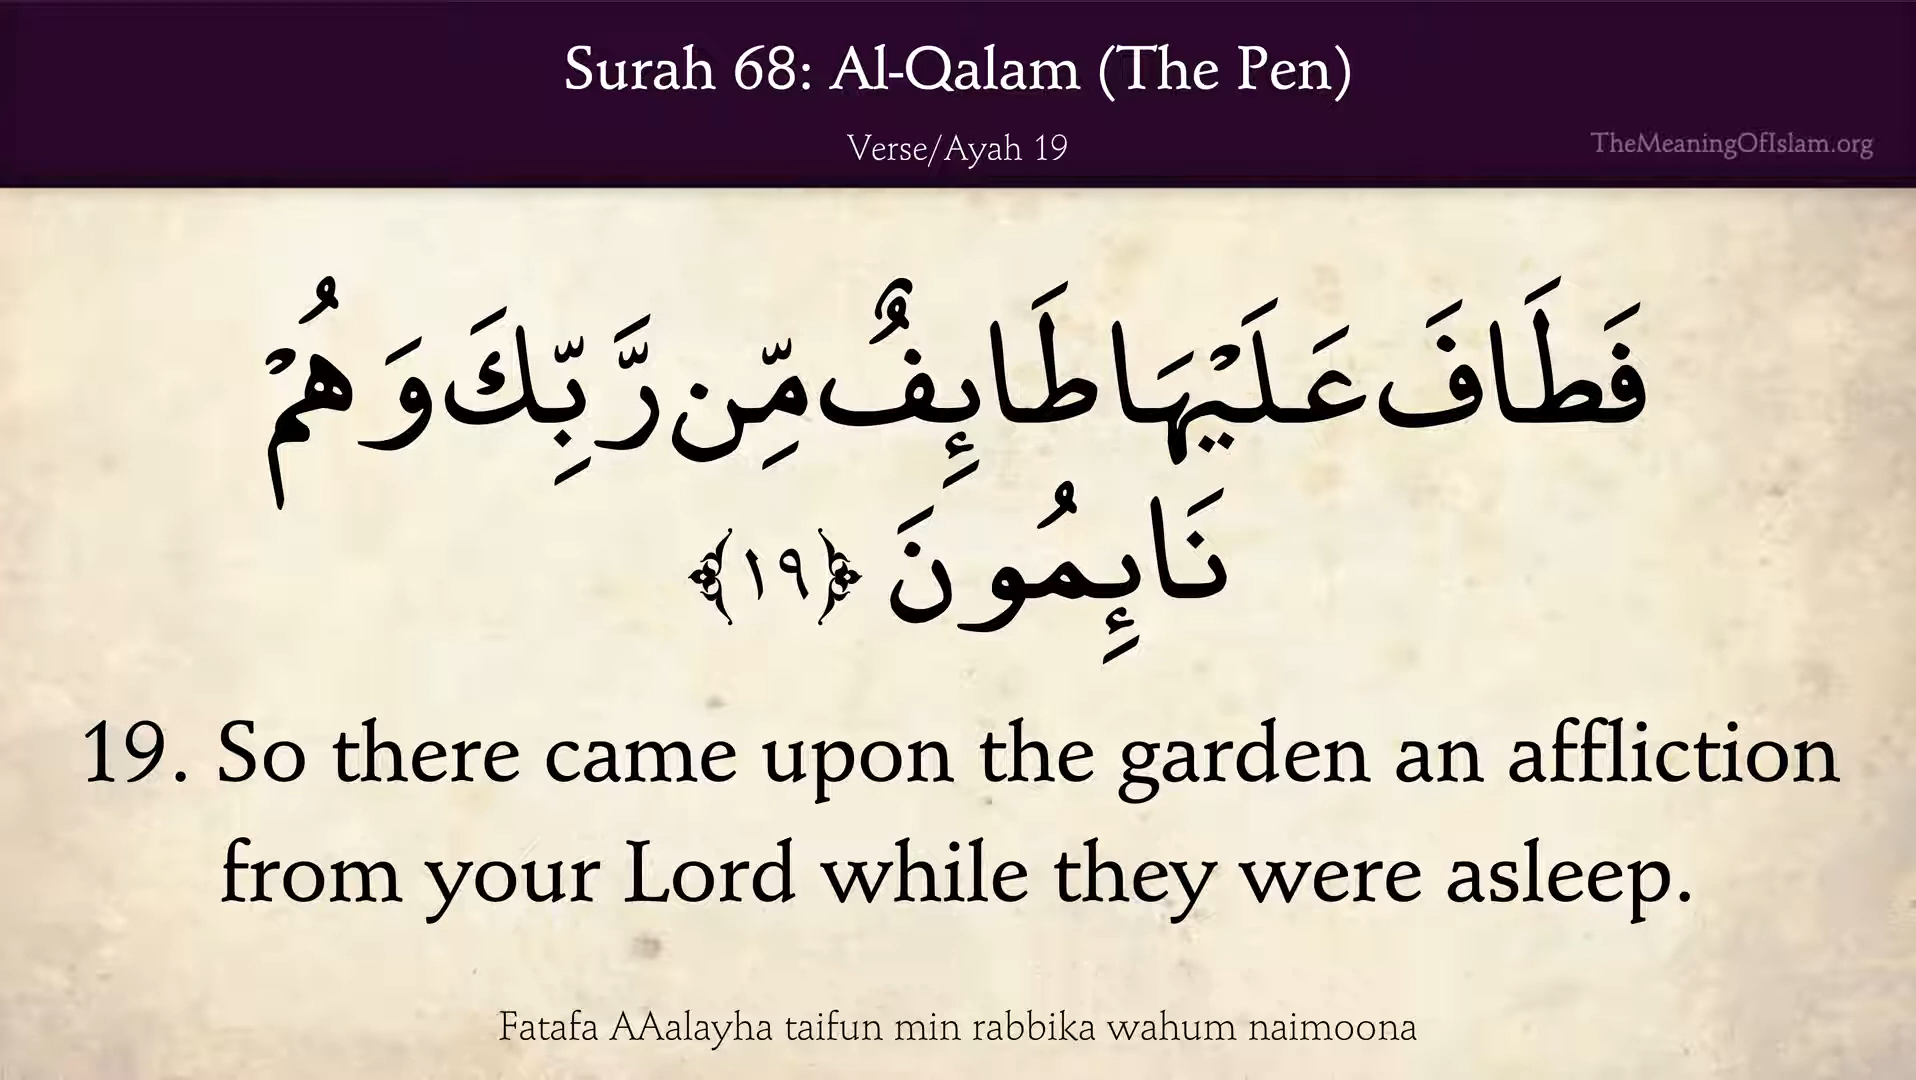 Surah 68: Al-Qalam (The Pen)
Verse/Ayah 19
TheMeaningOfIslam.org
فَطَافَ عَلَيْهَا طَائِفٌ مِّن رَّبِّكَ وَهُمْ
نَائِمُونَ ﴿١٩﴾
19. So there came upon the garden an affliction
from your Lord while they were asleep.
Fatafa AAalayha taifun min rabbika wahum naimoona